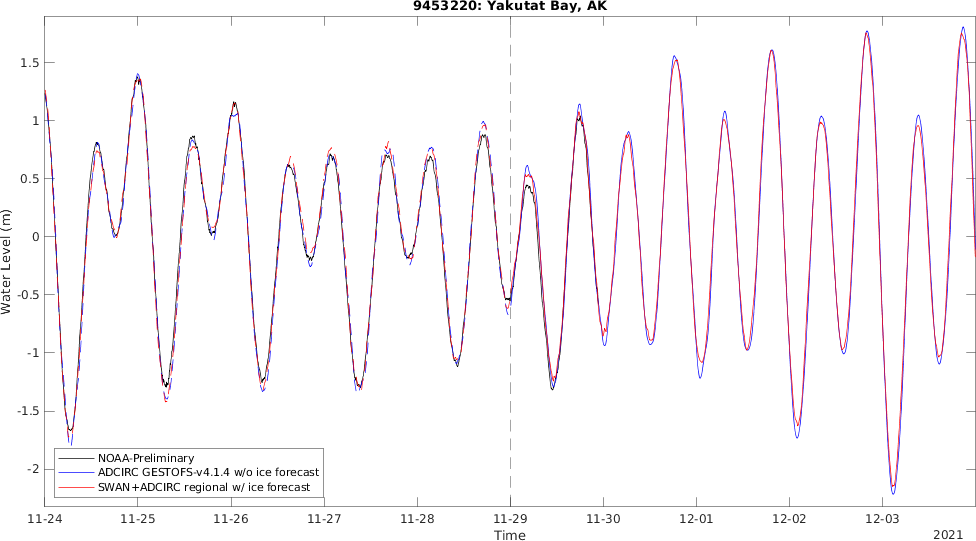 9453220: Yakutat Bay, AK
Water Level (m)
1.5
1
0.5
0
-0.5
-1
-1.5
-2
NOAA-Preliminary
ADCIRC GESTOFS-v4.1.4 w/o ice forecast
SWAN+ADCIRC regional w/ ice forecast
11-24 11-25 11-26 11-27 11-28 11-29 11-30 12-01 12-02 12-03
Time
2021